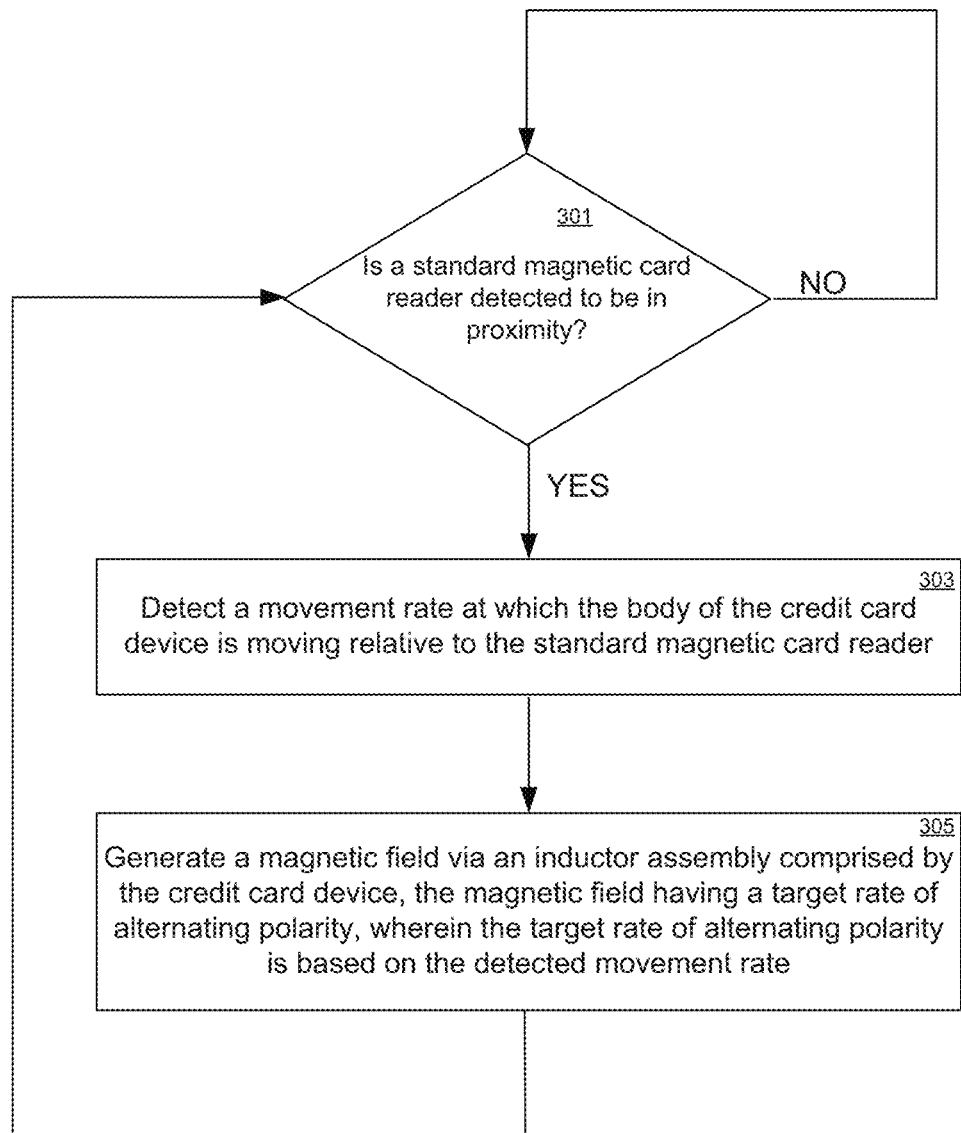 301
Is a standard magnetic card
reader detected to be in
proximity?
NO
YES
303
Detect a movement rate at which the body of the credit card
device is moving relative to the standard magnetic card reader
305
Generate a magnetic field via an inductor assembly comprised by
the credit card device, the magnetic field having a target rate of
alternating polarity, wherein the target rate of alternating polarity
is based on the detected movement rate